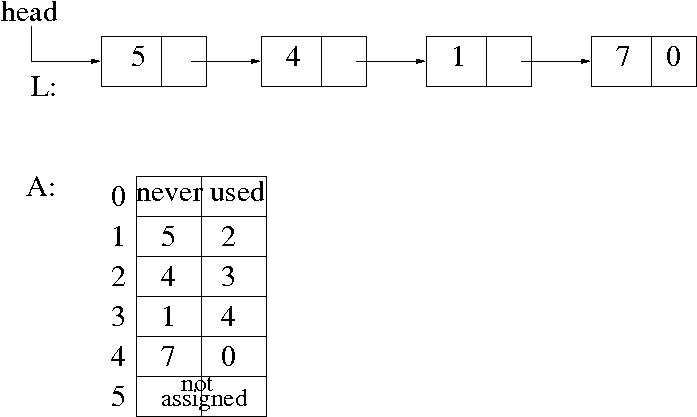 head
L: 5 4 1 7 0
A:
0 never used
1 5 2
2 4 3
3 1 4
4 7 0
5 not
assigned